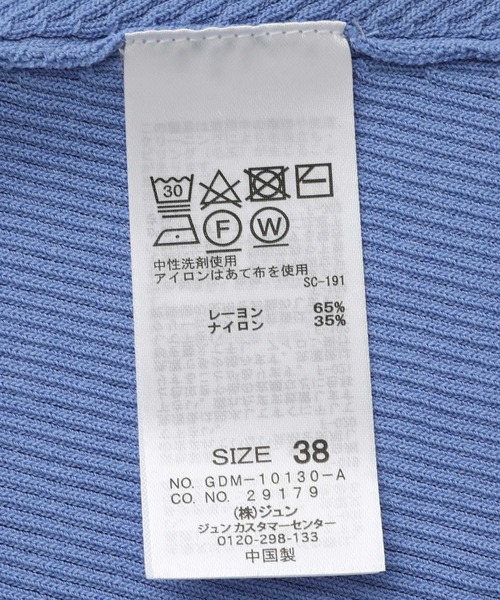 30
F W
中性洗剤使用
アイロンはあて布を使用
SC-191
レーヨン 65%
ナイロン 35%
SIZE 38
NO. GDM-10130-A
CO. NO. 29179
(株)ジュン
ジュン カスタマーセンター
0120-298-133
中国製